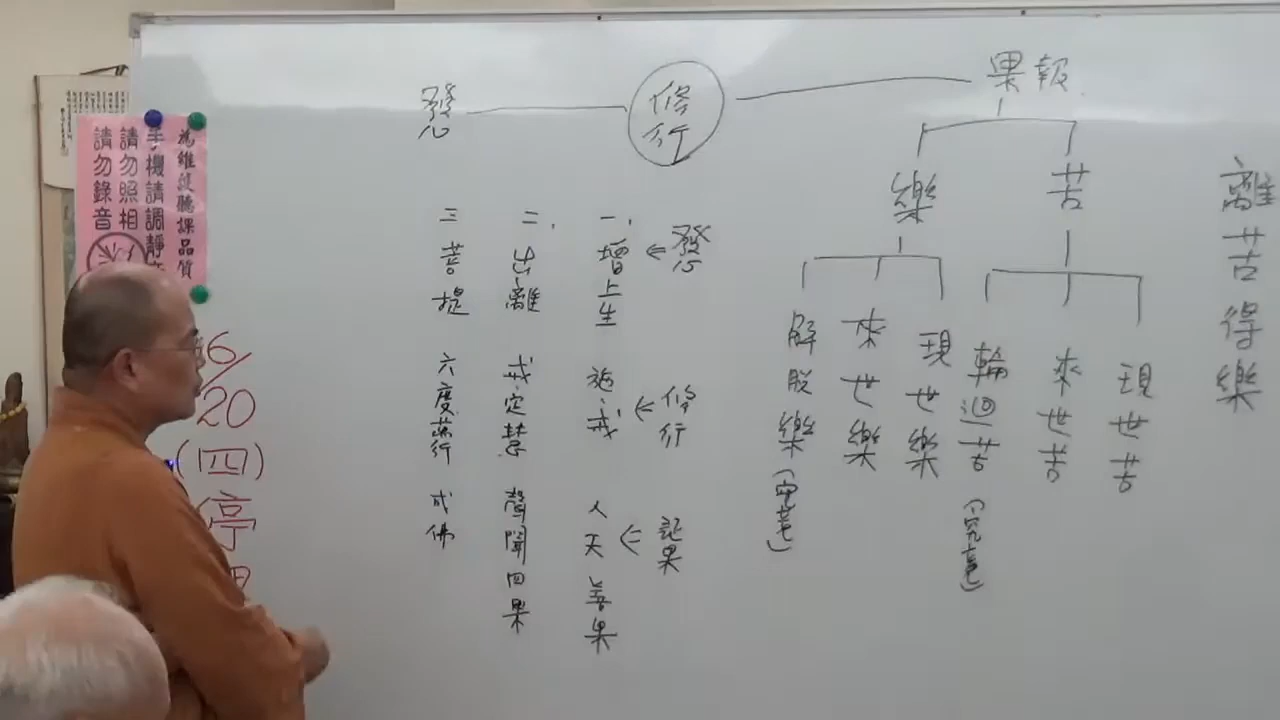 離苦得樂
果報
苦
現世苦
來世苦
輪迴苦(究竟)
樂
現世樂
來世樂
解脫樂(究竟)
修行
發心
發心
修行
証果
一、增上生 施、戒 人天善果
二、出離 戒定慧 聲聞四果
三 菩提 六度萬行 成佛
為維護聽課品質
手機請調靜
請勿照相
請勿錄音
6/20
(四)
停